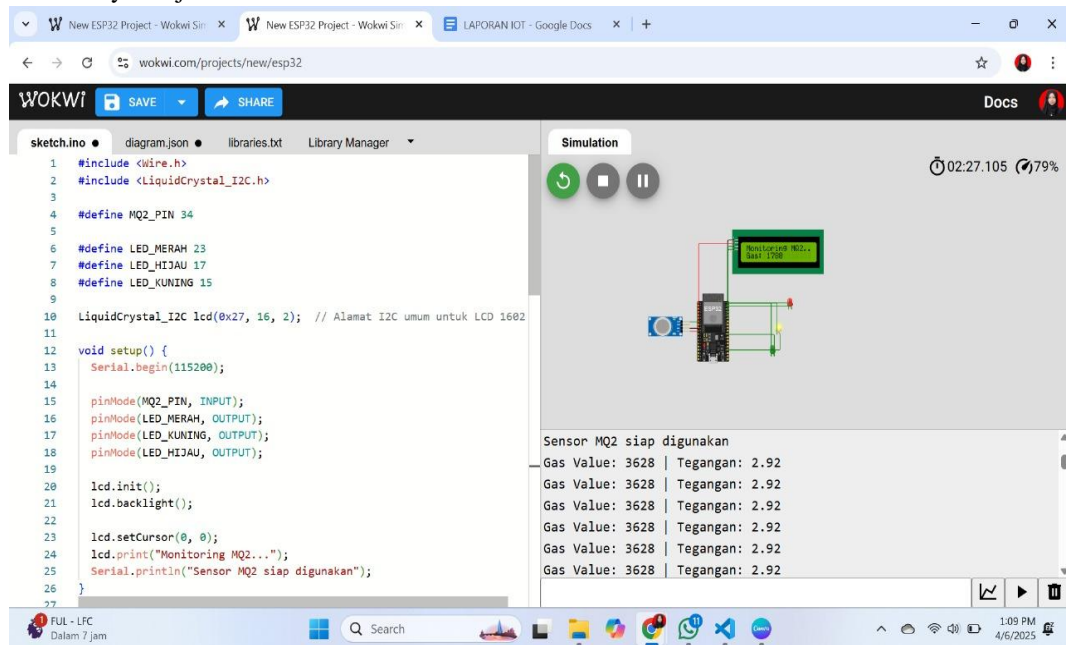 New ESP32 Project - Wokwi Sim
New ESP32 Project - Wokwi Sim
LAPORAN IOT - Google Docs
wokwi.com/projects/new/esp32
WOKWI SAVE SHARE Docs
sketch.ino ● diagram.json ● libraries.txt Library Manager
1 #include <Wire.h>
2 #include <LiquidCrystal_I2C.h>
3
4 #define MQ2_PIN 34
5
6 #define LED_MERAH 23
7 #define LED_HIJAU 17
8 #define LED_KUNING 15
9
10 LiquidCrystal_I2C lcd(0x27, 16, 2); // Alamat I2C umum untuk LCD 1602
11
12 void setup() {
13 Serial.begin(115200);
14
15 pinMode(MQ2_PIN, INPUT);
16 pinMode(LED_MERAH, OUTPUT);
17 pinMode(LED_KUNING, OUTPUT);
18 pinMode(LED_HIJAU, OUTPUT);
19
20 lcd.init();
21 lcd.backlight();
22
23 lcd.setCursor(0, 0);
24 lcd.print("Monitoring MQ2...");
25 Serial.println("Sensor MQ2 siap digunakan");
26 }
27
Simulation
02:27.105 79%
Monitoring MQ2..
Gas: 1780
ESP32
Sensor MQ2 siap digunakan
Gas Value: 3628 | Tegangan: 2.92
Gas Value: 3628 | Tegangan: 2.92
Gas Value: 3628 | Tegangan: 2.92
Gas Value: 3628 | Tegangan: 2.92
Gas Value: 3628 | Tegangan: 2.92
Gas Value: 3628 | Tegangan: 2.92
FUL - LFC
Dalam 7 jam
Search
1:09 PM
4/6/2025